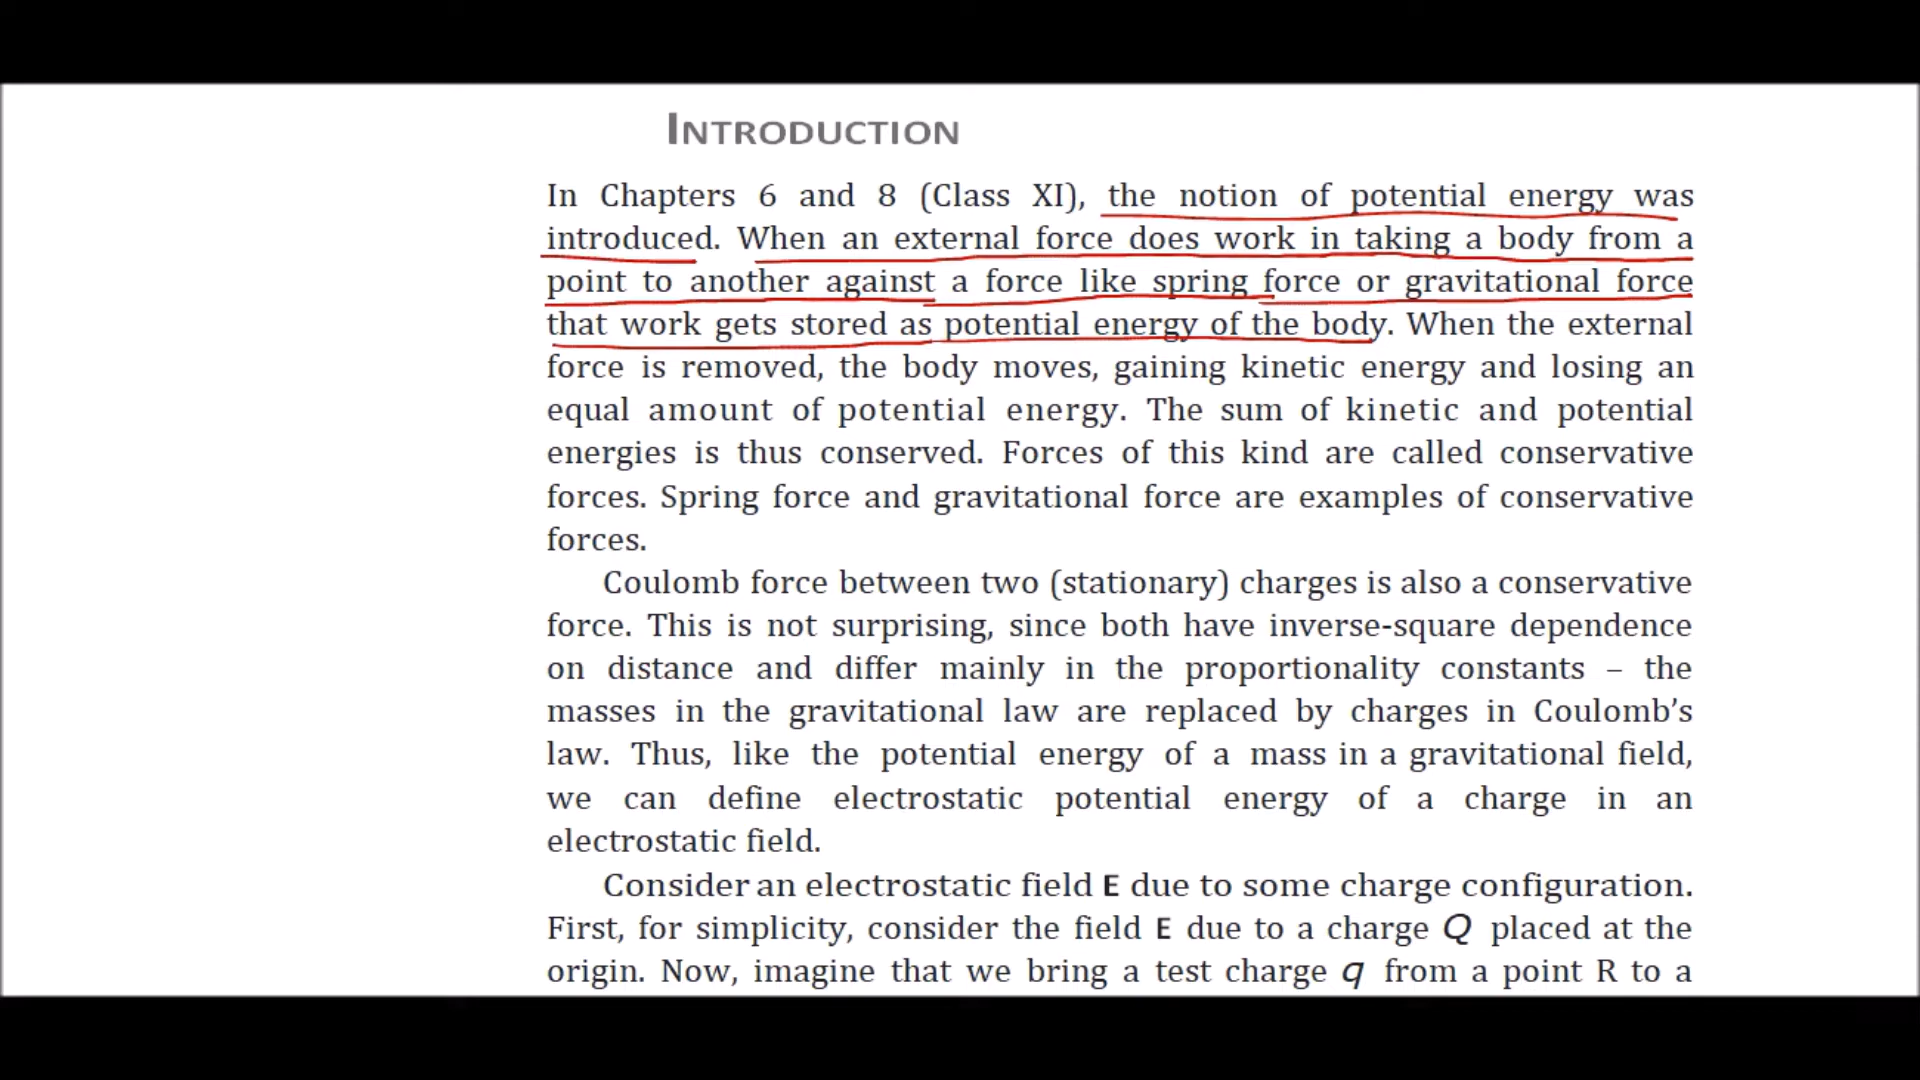 INTRODUCTION
In Chapters 6 and 8 (Class XI), the notion of potential energy was
introduced. When an external force does work in taking a body from a
point to another against a force like spring force or gravitational force
that work gets stored as potential energy of the body. When the external
force is removed, the body moves, gaining kinetic energy and losing an
equal amount of potential energy. The sum of kinetic and potential
energies is thus conserved. Forces of this kind are called conservative
forces. Spring force and gravitational force are examples of conservative
forces.
Coulomb force between two (stationary) charges is also a conservative
force. This is not surprising, since both have inverse-square dependence
on distance and differ mainly in the proportionality constants – the
masses in the gravitational law are replaced by charges in Coulomb’s
law. Thus, like the potential energy of a mass in a gravitational field,
we can define electrostatic potential energy of a charge in an
electrostatic field.
Consider an electrostatic field E due to some charge configuration.
First, for simplicity, consider the field E due to a charge Q placed at the
origin. Now, imagine that we bring a test charge q from a point R to a